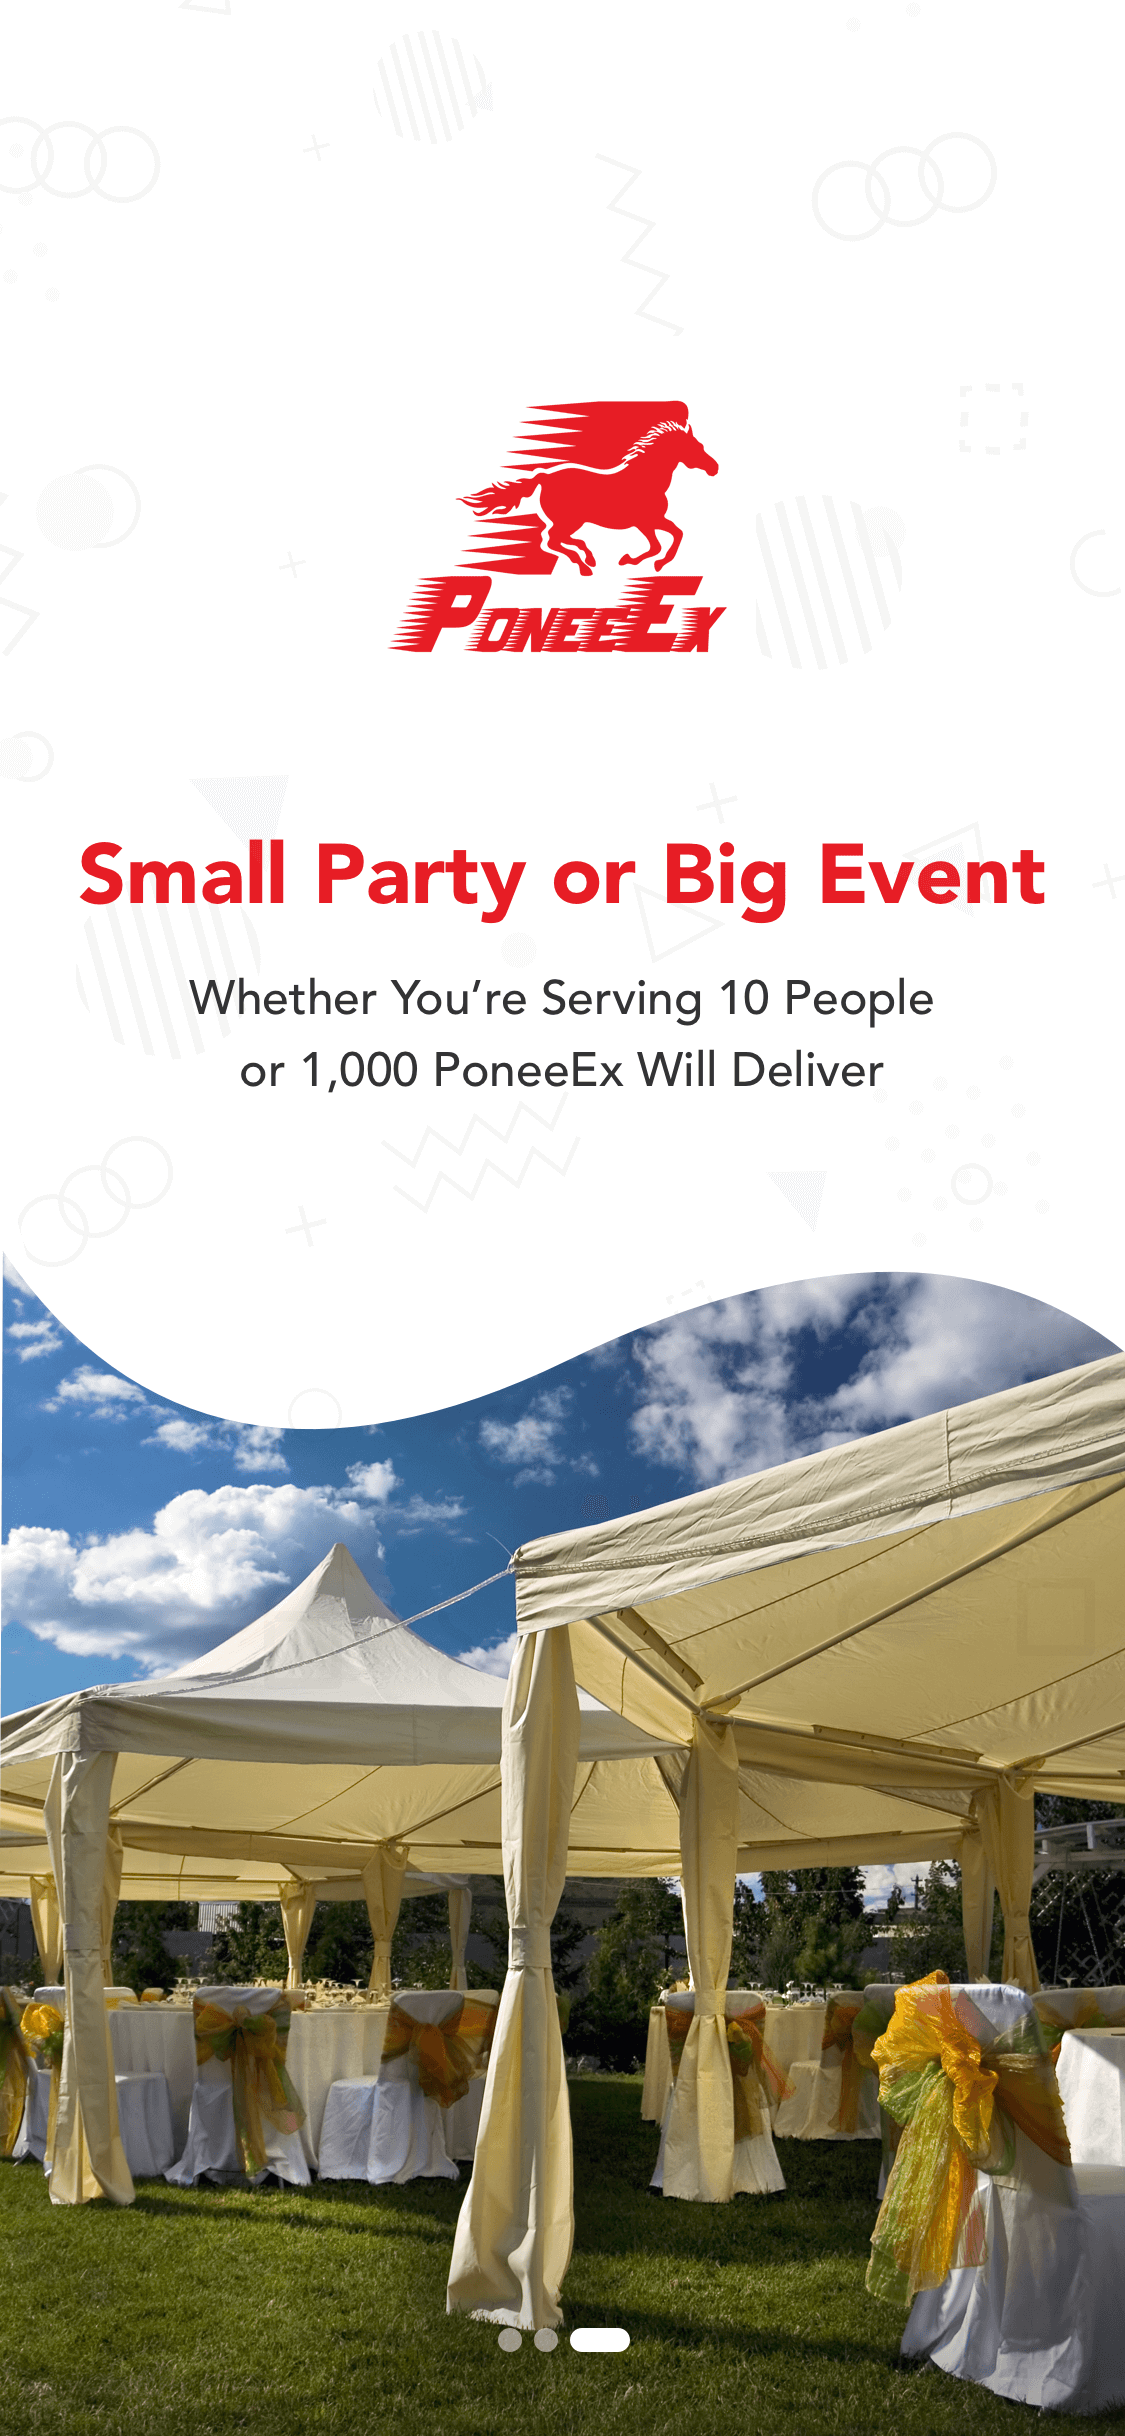 PoneeEx
Small Party or Big Event
Whether You’re Serving 10 People
or 1,000 PoneeEx Will Deliver